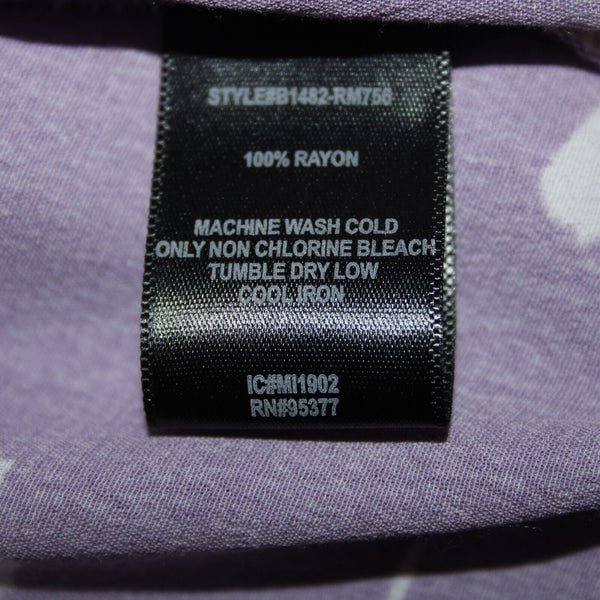 STYLE#B1482-RM758
100% RAYON
MACHINE WASH COLD
ONLY NON CHLORINE BLEACH
TUMBLE DRY LOW
COOL IRON
IC#MI1902
RN#95377